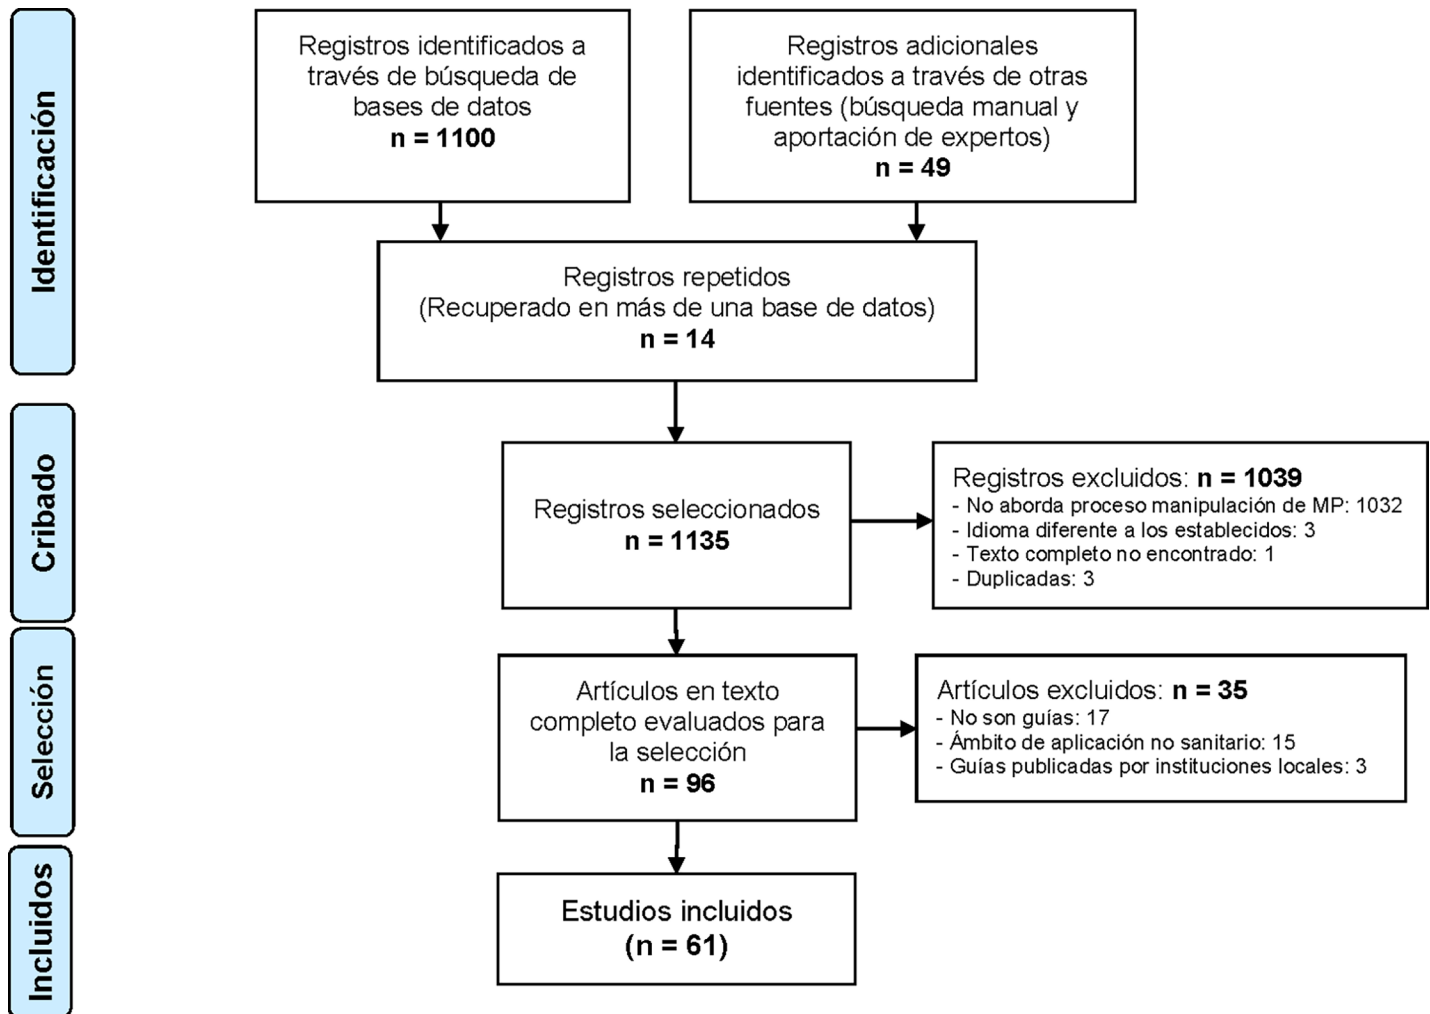 Identificación
Registros identificados a
través de búsqueda de
bases de datos
n = 1100
Registros adicionales
identificados a través de otras
fuentes (búsqueda manual y
aportación de expertos)
n = 49
Registros repetidos
(Recuperado en más de una base de datos)
n = 14
Cribado
Registros seleccionados
n = 1135
Registros excluidos: n = 1039
- No aborda proceso manipulación de MP: 1032
- Idioma diferente a los establecidos: 3
- Texto completo no encontrado: 1
- Duplicadas: 3
Selección
Artículos en texto
completo evaluados para
la selección
n = 96
Artículos excluidos: n = 35
- No son guías: 17
- Ámbito de aplicación no sanitario: 15
- Guías publicadas por instituciones locales: 3
Incluidos
Estudios incluidos
(n = 61)